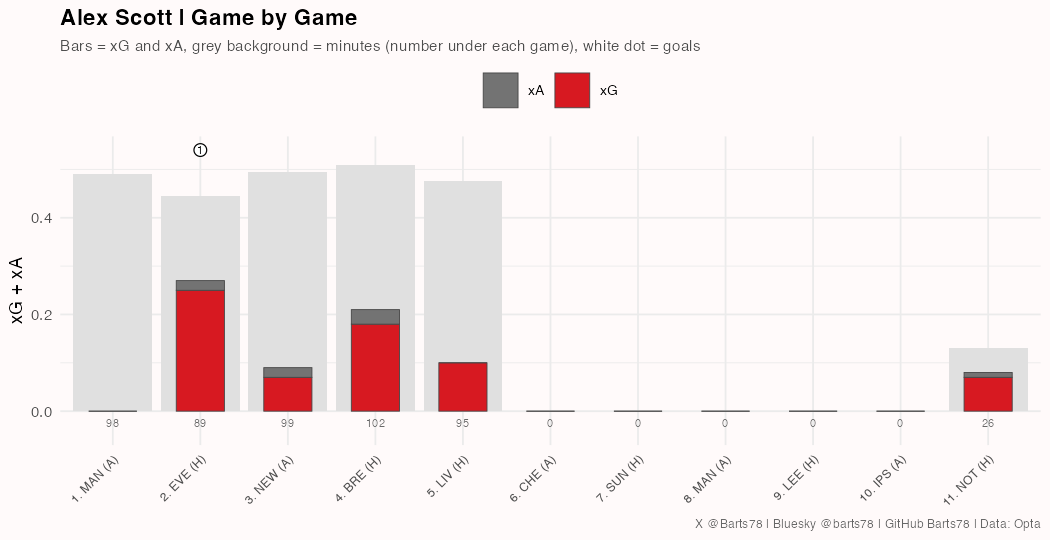 Alex Scott | Game by Game
Bars = xG and xA, grey background = minutes (number under each game), white dot = goals
xA xG
1
xG + xA
0.4
0.2
0.0
98 89 99 102 95 0 0 0 0 0 26
1. MAN (A) 2. EVE (H) 3. NEW (A) 4. BRE (H) 5. LIV (H) 6. CHE (A) 7. SUN (H) 8. MAN (A) 9. LEE (H) 10. IPS (A) 11. NOT (H)
X @Barts78 | Bluesky @barts78 | GitHub Barts78 | Data: Opta